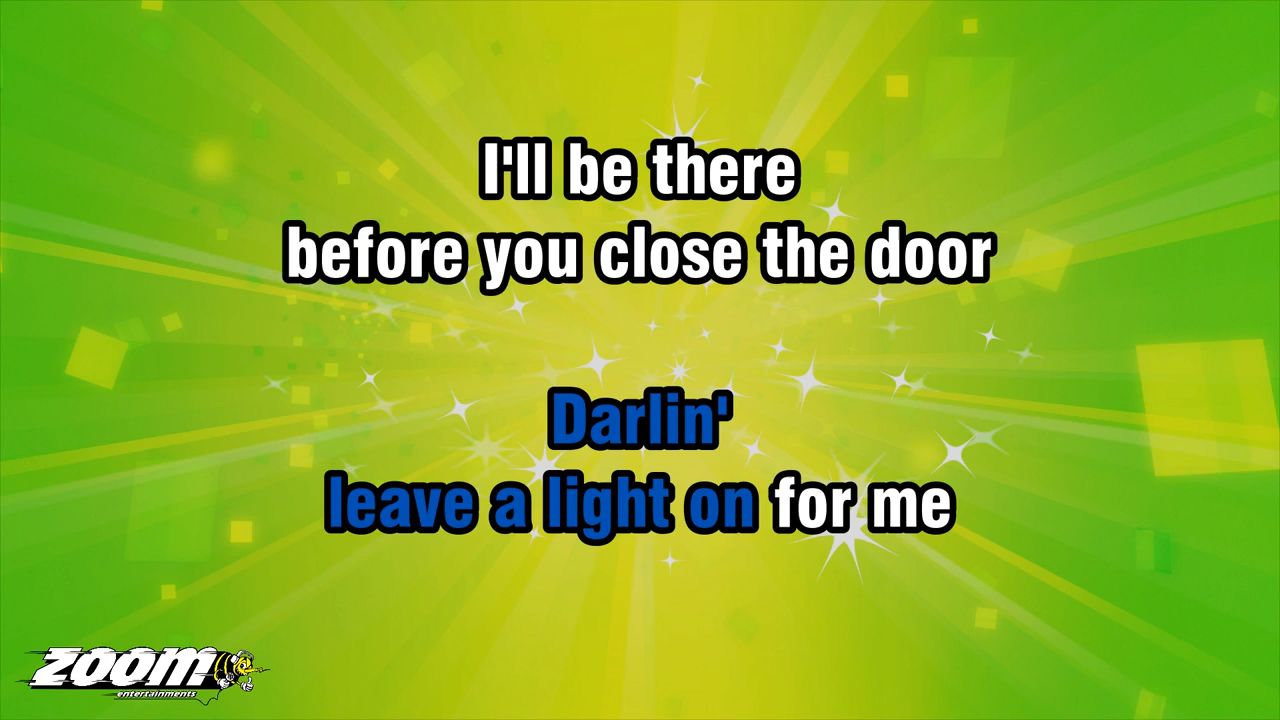 I'll be there
before you close the door
Darlin'
leave a light on for me
ZOOM
entertainments